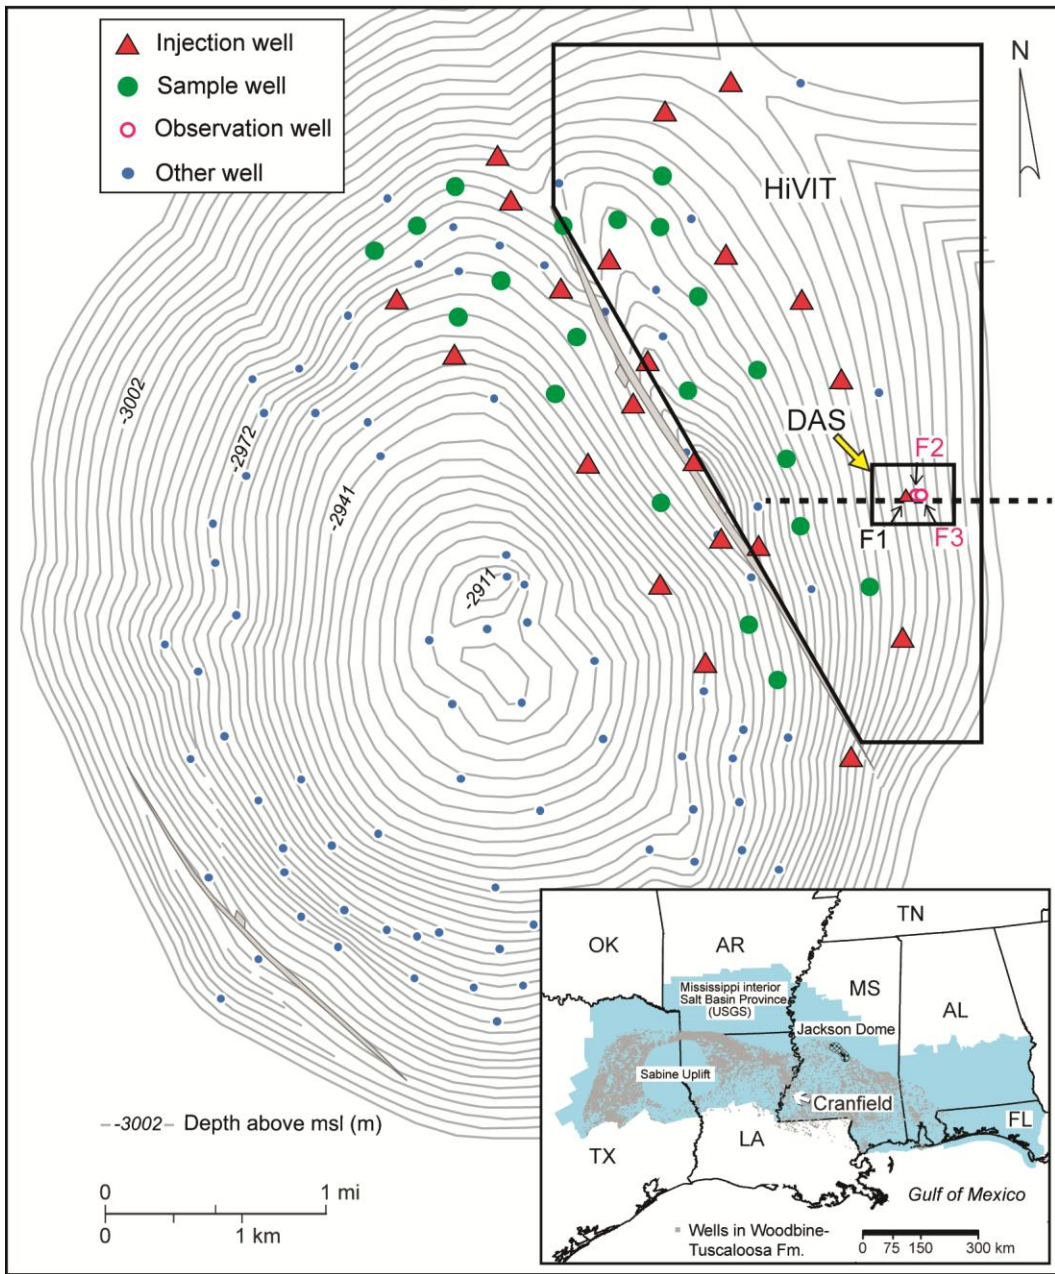 Injection well
Sample well
Observation well
Other well
N
HiVIT
-3002
-2972
-2941
DAS
F2
F1
F3
-2911
-3002 Depth above msl (m)
0 1 mi
0 1 km
TN
OK
AR
Mississippi interior
Salt Basin Province
(USGS)
MS
AL
Jackson Dome
Sabine Uplift
Cranfield
FL
LA
TX
Gulf of Mexico
Wells in Woodbine-
Tuscaloosa Fm.
0 75 150 300 km